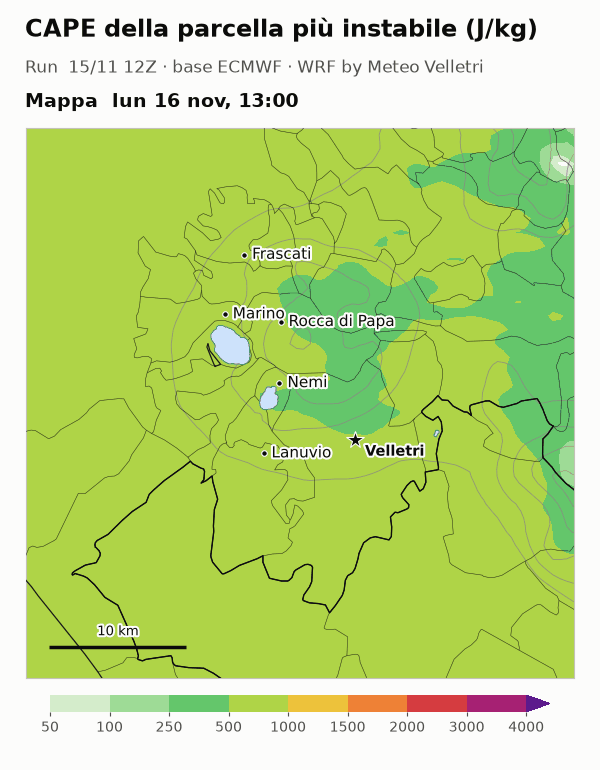 CAPE della parcella più instabile (J/kg)
Run  15/11 12Z · base ECMWF · WRF by Meteo Velletri
Mappa  lun 16 nov, 13:00
Frascati
Marino
Rocca di Papa
Nemi
Velletri
Lanuvio
10 km
50 100 250 500 1000 1500 2000 3000 4000